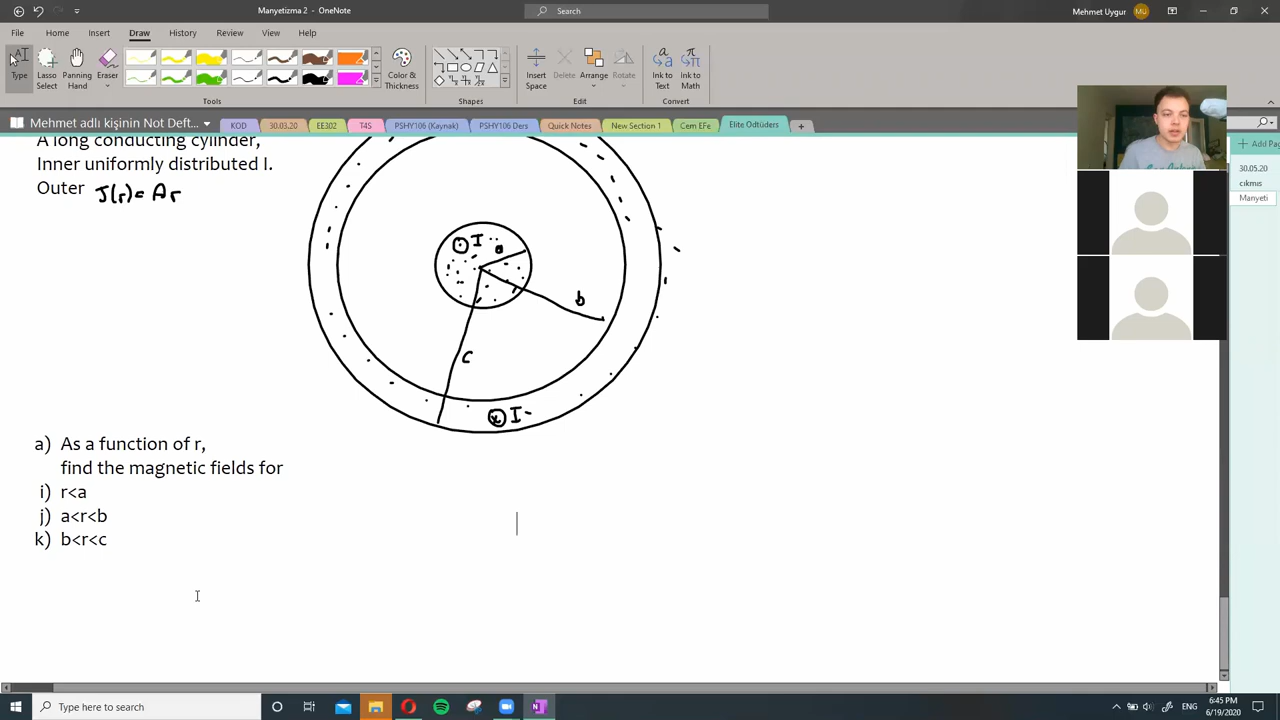 Manyetizma 2 - OneNote
Search
Mehmet Uygur
MU
File Home Insert Draw History Review View Help
Type
Lasso Select
Panning Hand
Eraser
Color & Thickness
Insert Space
Delete
Arrange
Rotate
Ink to Text
Ink to Math
Tools
Shapes
Edit
Convert
Mehmet adlı kişinin Not Deft...
KOD
30.03.20
EE302
T4S
PSHY106 (Kaynak)
PSHY106 Ders
Quick Notes
New Section 1
Cem EFe
Elite Odtüders
Add Pag
30.05.20
cıkmıs
Manyeti
A long conducting cylinder,
Inner uniformly distributed I.
Outer J(r)= Ar
I
a
b
c
I
a) As a function of r,
find the magnetic fields for
i) r<a
j) a<r<b
k) b<r<c
Type here to search
ENG
6:45 PM
6/19/2020